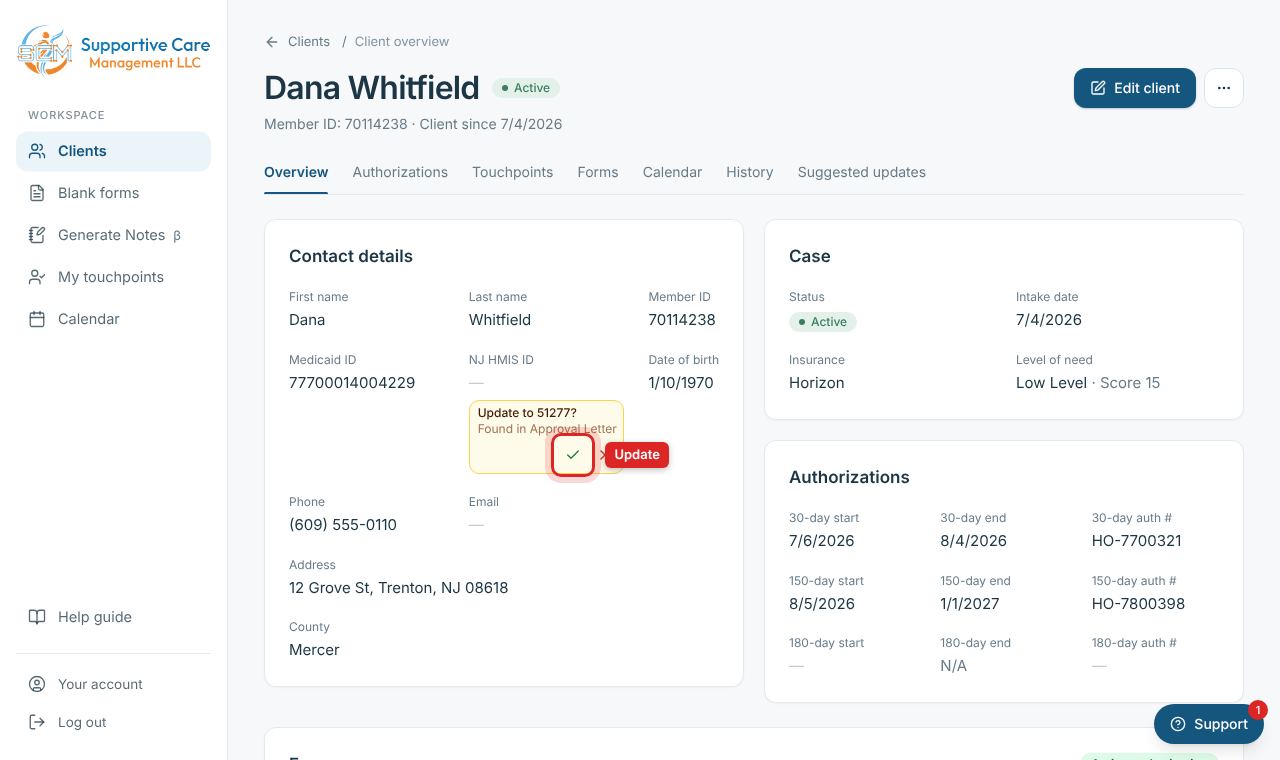 SCM
Supportive Care
Management LLC
WORKSPACE
Clients
Blank forms
Generate Notes β
My touchpoints
Calendar
Help guide
Your account
Log out
← Clients / Client overview
Dana Whitfield
Active
Edit client
Member ID: 70114238 · Client since 7/4/2026
Overview Authorizations Touchpoints Forms Calendar History Suggested updates
Contact details
First name Last name Member ID
Dana Whitfield 70114238
Medicaid ID NJ HMIS ID Date of birth
77700014004229 — 1/10/1970
Update to 51277?
Found in Approval Letter
Update
Phone Email
(609) 555-0110 —
Address
12 Grove St, Trenton, NJ 08618
County
Mercer
Case
Status Intake date
Active 7/4/2026
Insurance Level of need
Horizon Low Level · Score 15
Authorizations
30-day start 30-day end 30-day auth #
7/6/2026 8/4/2026 HO-7700321
150-day start 150-day end 150-day auth #
8/5/2026 1/1/2027 HO-7800398
180-day start 180-day end 180-day auth #
— N/A —
Support 1